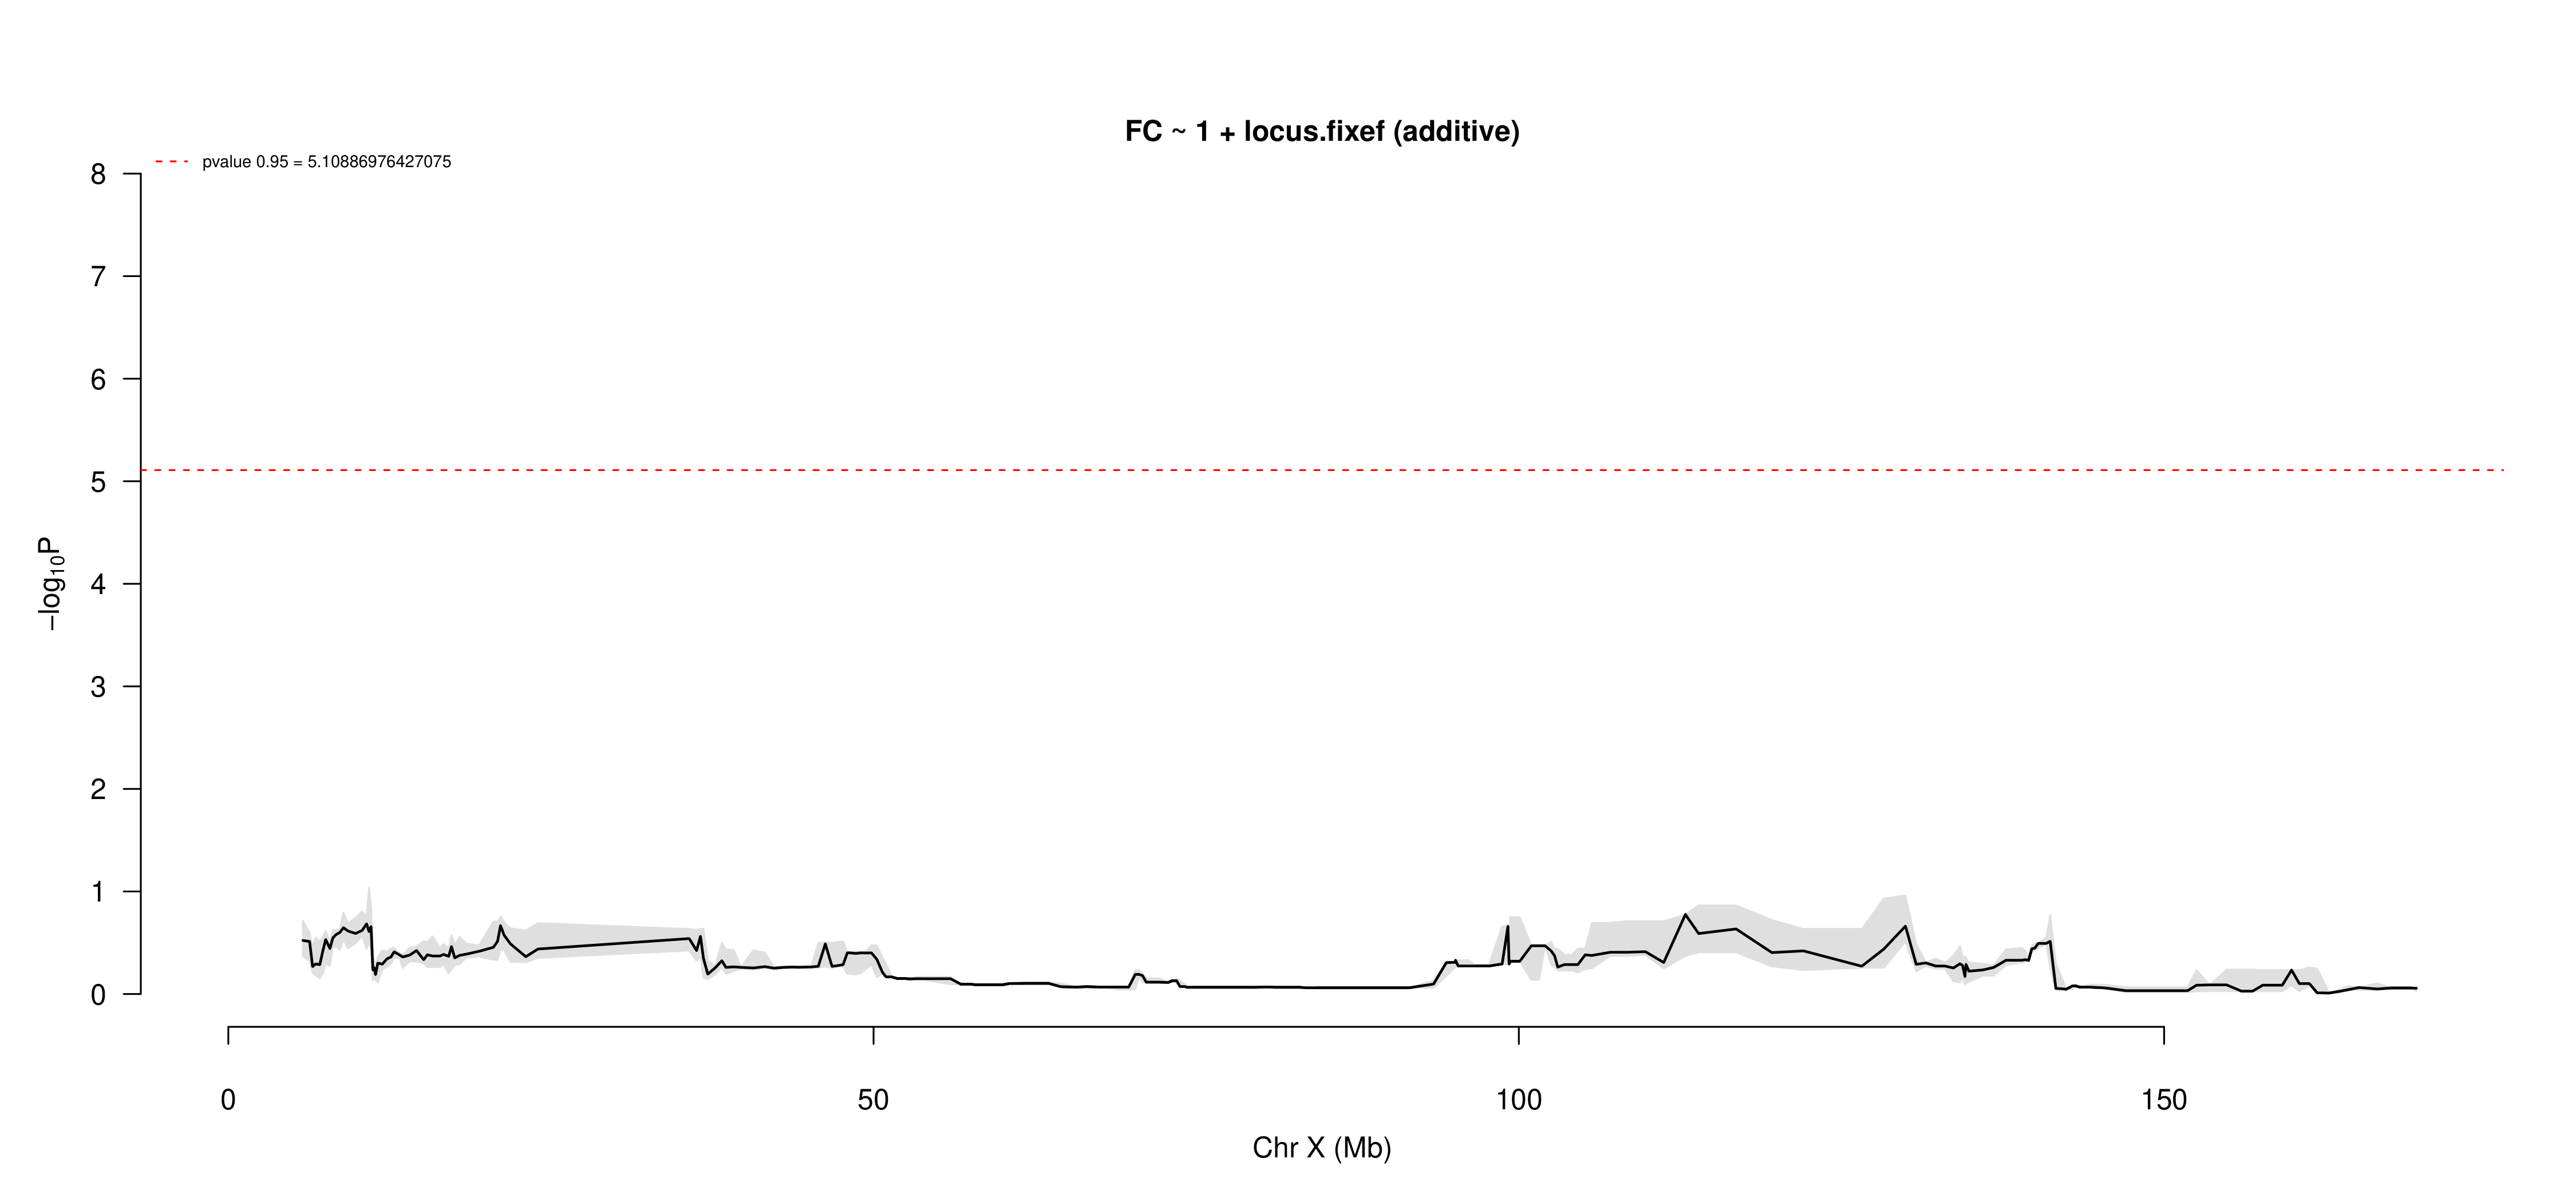 FC ~ 1 + locus.fixef (additive)
pvalue 0.95 = 5.10886976427075
8
7
6
5
4
3
2
1
0
−log10P
0 50 100 150
Chr X (Mb)